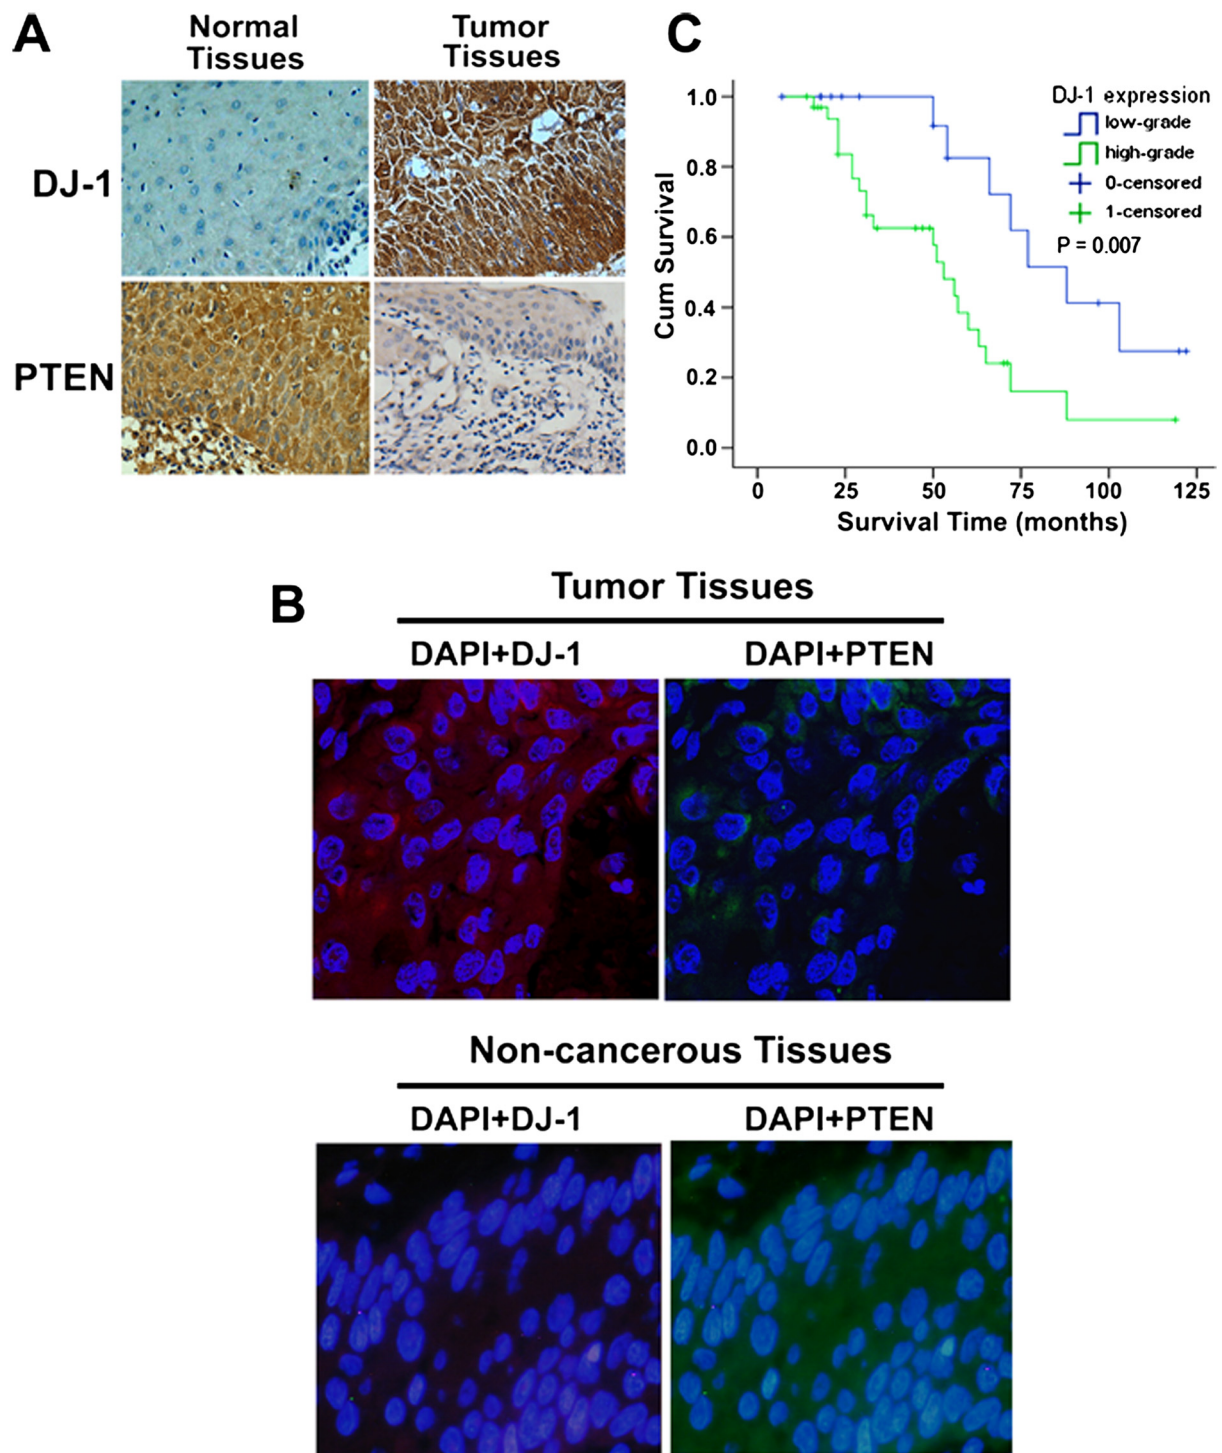 A
Normal
Tissues
Tumor
Tissues
DJ-1
PTEN
C
1.0
0.8
0.6
0.4
0.2
0.0
Cum Survival
0 25 50 75 100 125
Survival Time (months)
DJ-1 expression
low-grade
high-grade
0-censored
1-censored
P = 0.007
B
Tumor Tissues
DAPI+DJ-1 DAPI+PTEN
Non-cancerous Tissues
DAPI+DJ-1 DAPI+PTEN